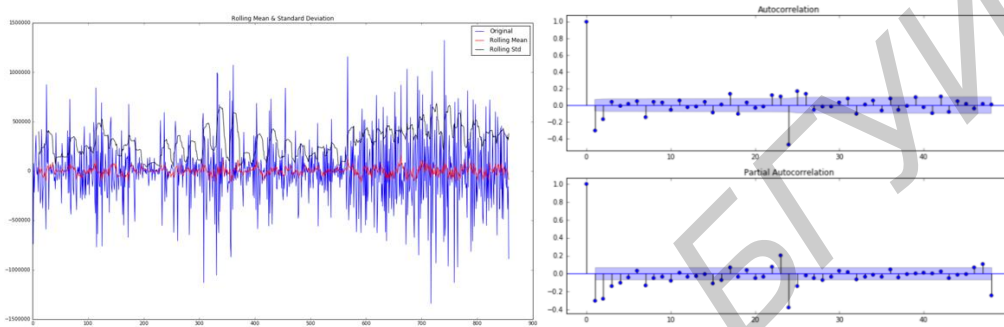 Rolling Mean & Standard Deviation
Original
Rolling Mean
Rolling Std
1500000
1000000
500000
0
−500000
−1000000
−1500000
0 100 200 300 400 500 600 700 800 900
Autocorrelation
1.0
0.8
0.6
0.4
0.2
0.0
−0.2
−0.4
0 10 20 30 40
Partial Autocorrelation
1.0
0.8
0.6
0.4
0.2
0.0
−0.2
−0.4
0 10 20 30 40
БГУИ